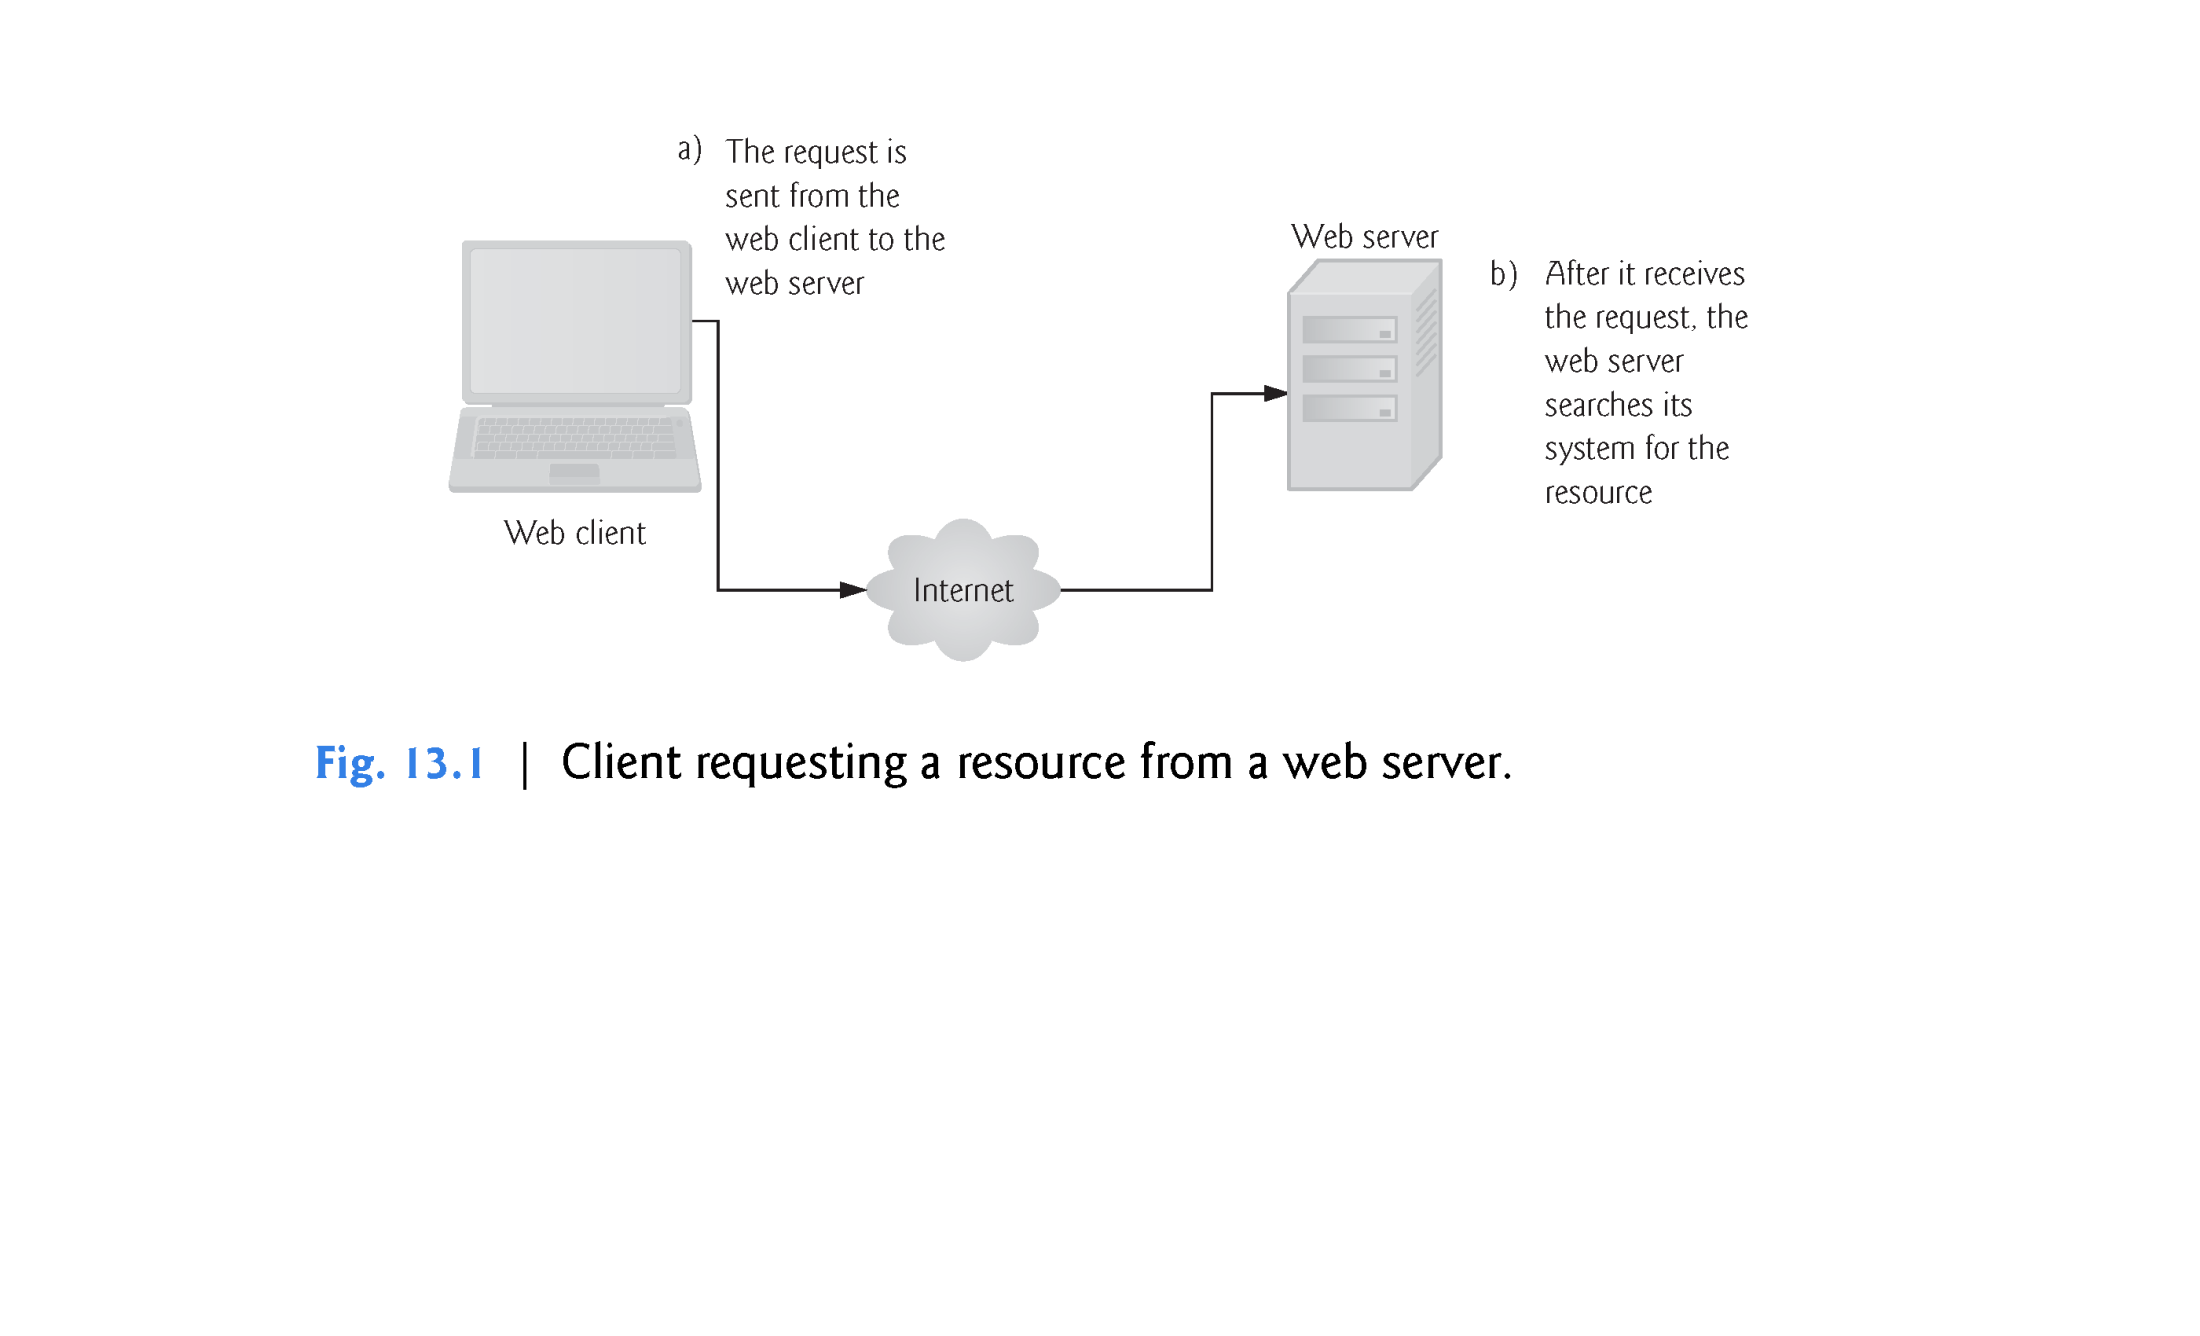 a) The request is
sent from the
web client to the
web server
Web client
Internet
Web server
b) After it receives
the request, the
web server
searches its
system for the
resource
Fig. 13.1 | Client requesting a resource from a web server.